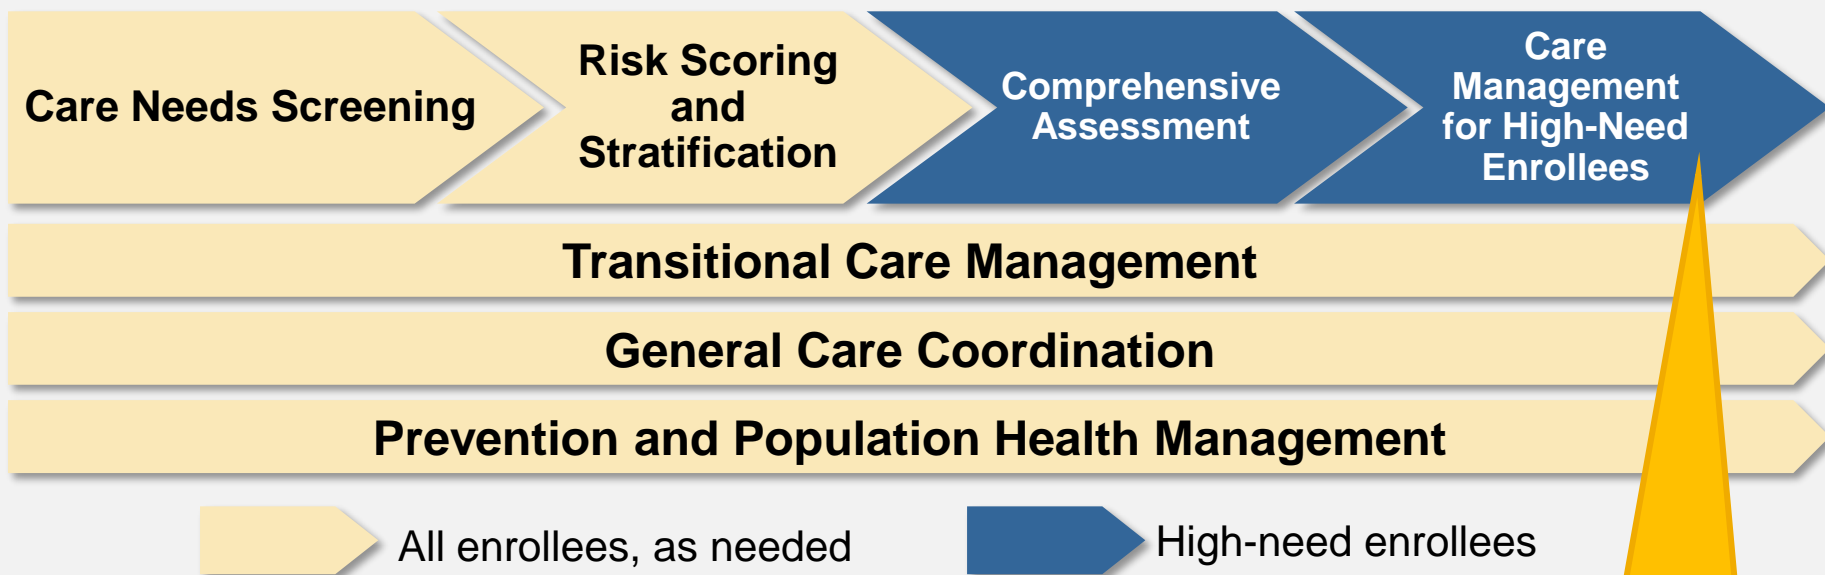 Care Needs Screening
Risk Scoring
and
Stratification
Comprehensive
Assessment
Care
Management
for High-Need
Enrollees
Transitional Care Management
General Care Coordination
Prevention and Population Health Management
All enrollees, as needed
High-need enrollees